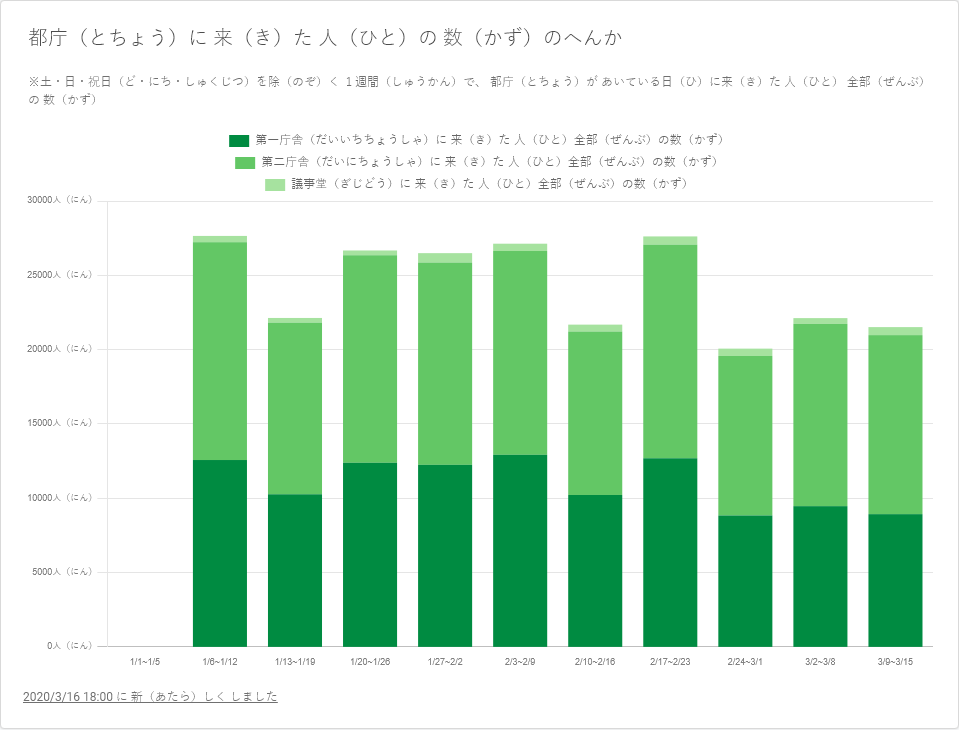 都庁（とちょう）に 来（き）た 人（ひと）の 数（かず）のへんか
※土・日・祝日（ど・にち・しゅくじつ）を除（のぞ）く 1週間（しゅうかん）で、 都庁（とちょう）が あいている日（ひ）に来（き）た 人（ひと） 全部（ぜんぶ）
の 数（かず）
第一庁舎（だいいちちょうしゃ）に 来（き）た 人（ひと）全部（ぜんぶ）の数（かず）
第二庁舎（だいにちょうしゃ）に 来（き）た 人（ひと）全部（ぜんぶ）の数（かず）
議事堂（ぎじどう）に 来（き）た 人（ひと）全部（ぜんぶ）の数（かず）
30000人（にん）
25000人（にん）
20000人（にん）
15000人（にん）
10000人（にん）
5000人（にん）
0人（にん）
1/1~1/5 1/6~1/12 1/13~1/19 1/20~1/26 1/27~2/2 2/3~2/9 2/10~2/16 2/17~2/23 2/24~3/1 3/2~3/8 3/9~3/15
2020/3/16 18:00 に 新（あたら）しく しました